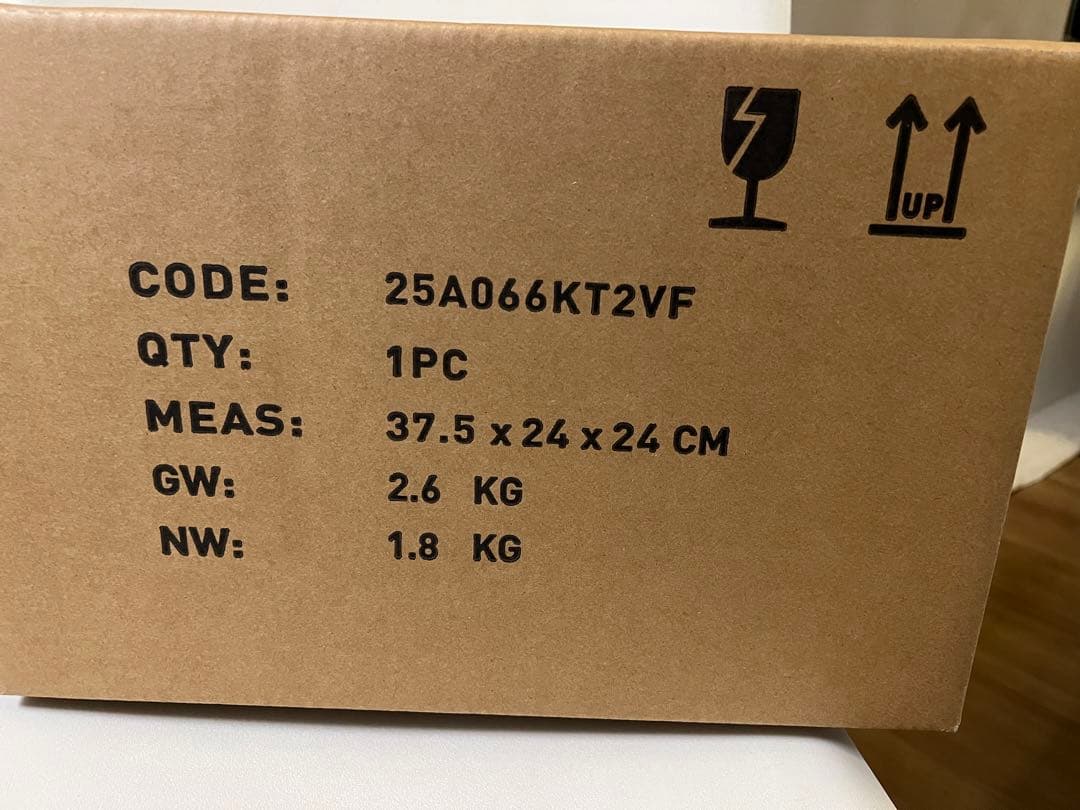 UP
CODE: 25A066KT2VF
QTY: 1PC
MEAS: 37.5 x 24 x 24 CM
GW: 2.6 KG
NW: 1.8 KG